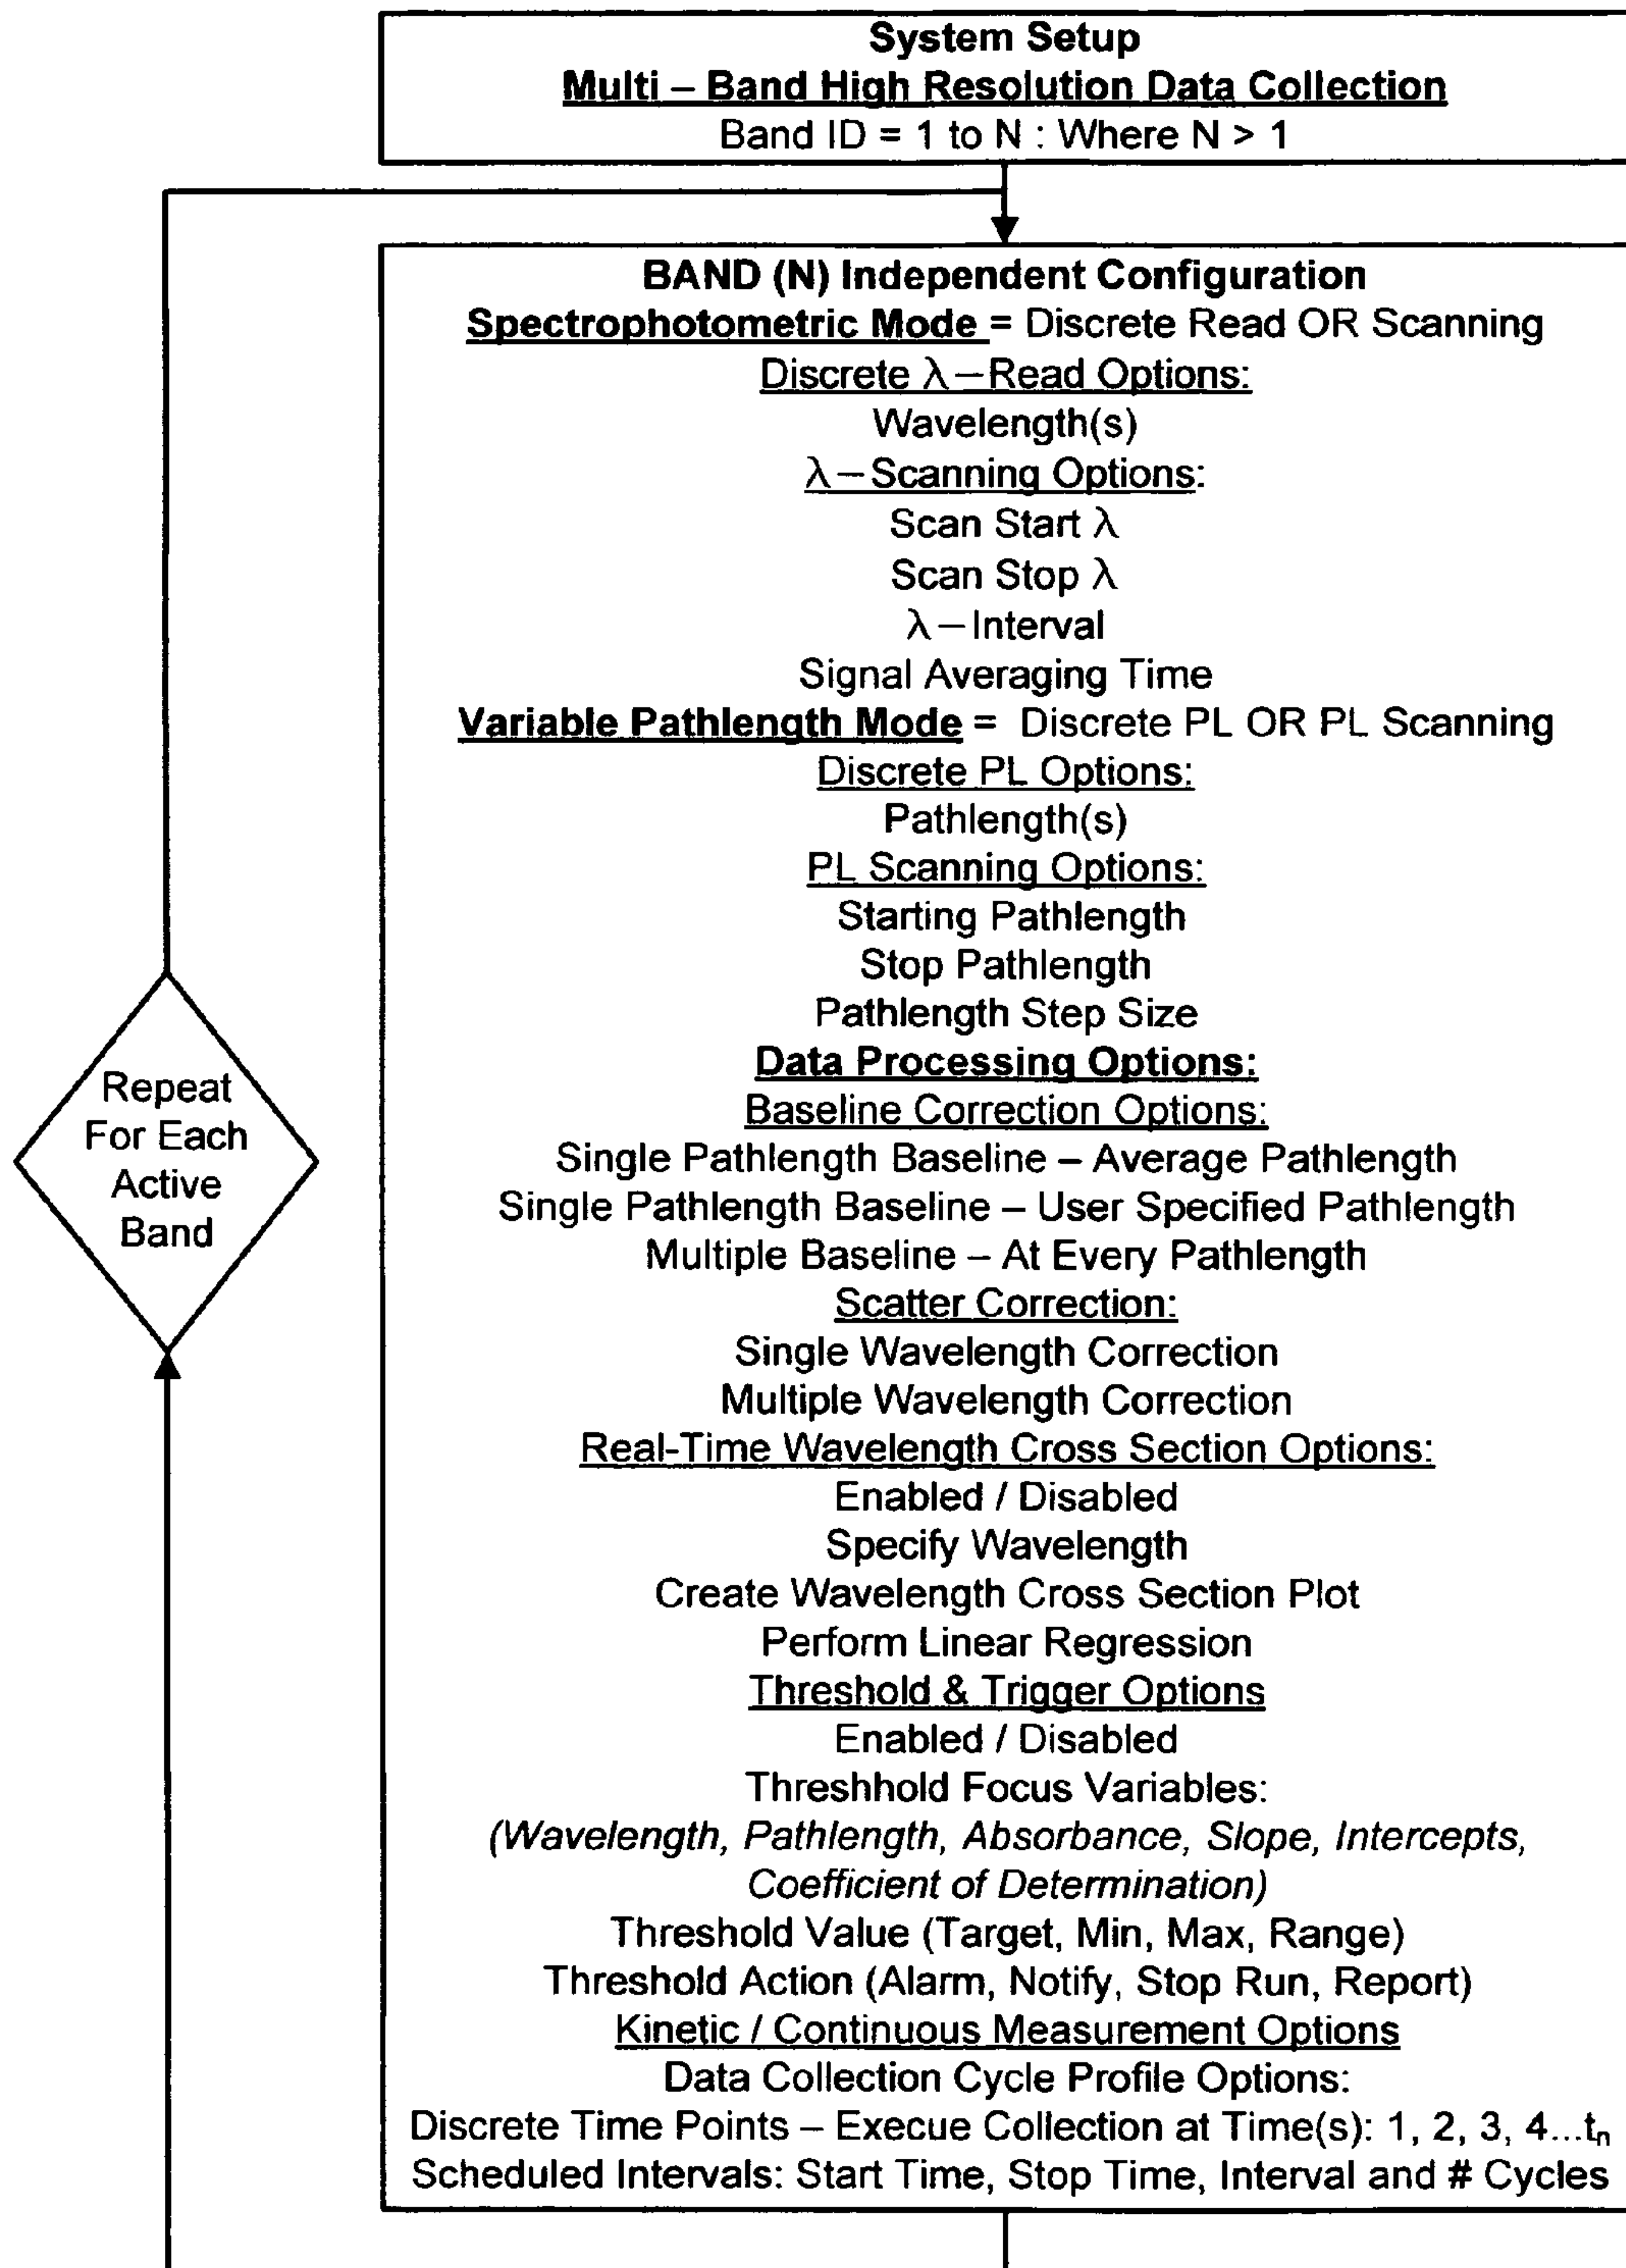 System Setup
Multi – Band High Resolution Data Collection
Band ID = 1 to N : Where N > 1
BAND (N) Independent Configuration
Spectrophotometric Mode = Discrete Read OR Scanning
Discrete λ–Read Options:
Wavelength(s)
λ–Scanning Options:
Scan Start λ
Scan Stop λ
λ–Interval
Signal Averaging Time
Variable Pathlength Mode = Discrete PL OR PL Scanning
Discrete PL Options:
Pathlength(s)
PL Scanning Options:
Starting Pathlength
Stop Pathlength
Pathlength Step Size
Data Processing Options:
Baseline Correction Options:
Single Pathlength Baseline – Average Pathlength
Single Pathlength Baseline – User Specified Pathlength
Multiple Baseline – At Every Pathlength
Scatter Correction:
Single Wavelength Correction
Multiple Wavelength Correction
Real-Time Wavelength Cross Section Options:
Enabled / Disabled
Specify Wavelength
Create Wavelength Cross Section Plot
Perform Linear Regression
Threshold & Trigger Options
Enabled / Disabled
Threshhold Focus Variables:
(Wavelength, Pathlength, Absorbance, Slope, Intercepts,
Coefficient of Determination)
Threshold Value (Target, Min, Max, Range)
Threshold Action (Alarm, Notify, Stop Run, Report)
Kinetic / Continuous Measurement Options
Data Collection Cycle Profile Options:
Discrete Time Points – Execue Collection at Time(s): 1, 2, 3, 4...tₙ
Scheduled Intervals: Start Time, Stop Time, Interval and # Cycles
Repeat
For Each
Active
Band